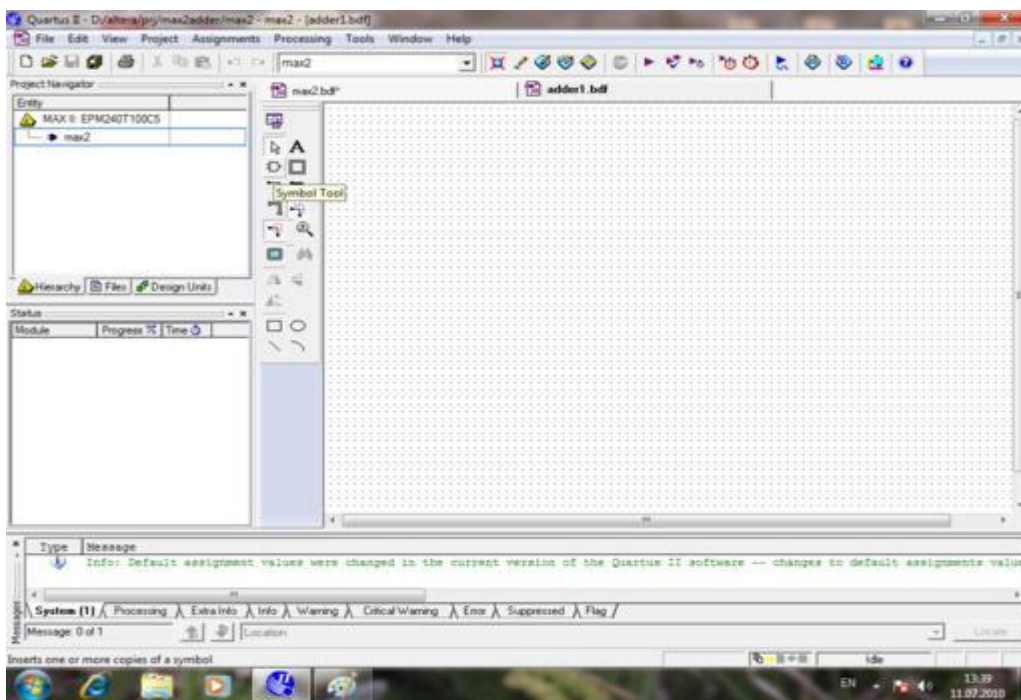 Quartus II - D:/altera/prj/max2adder/max2 - max2 - [adder1.bdf]
File Edit View Project Assignments Processing Tools Window Help
max2
Project Navigator
max2.bdf*
adder1.bdf
Entity
MAX II: EPM240T100C5
max2
A
Symbol Tool
Hierarchy Files Design Units
Status
Module Progress % Time
Type Message
Info: Default assignment values were changed in the current version of the Quartus II software -- changes to default assignments valu
System (1) Processing Extra Info Info Warning Critical Warning Error Suppressed Flag
Messages
Message: 0 of 1
Location
Locate
Inserts one or more copies of a symbol
Idle
EN
13:39
11.07.2010